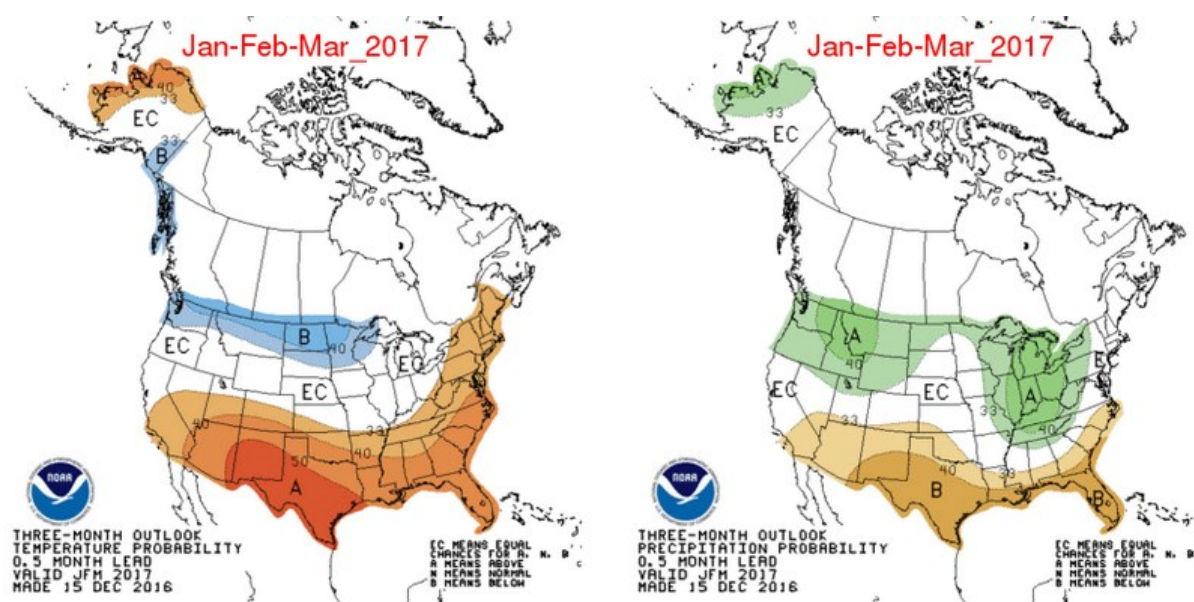 Jan-Feb-Mar_2017
A
40
33
EC
33
B
EC
B
40
EC
EC
33
40
40
50
A
NOAA
THREE-MONTH OUTLOOK
TEMPERATURE PROBABILITY
0.5 MONTH LEAD
VALID JFM 2017
MADE 15 DEC 2016
EC MEANS EQUAL
CHANCES FOR A, N, B
A MEANS ABOVE
N MEANS NORMAL
B MEANS BELOW
Jan-Feb-Mar_2017
A
33
EC
A
40
EC
EC
EC
A
33
40
33
40
33
B
B
NOAA
THREE-MONTH OUTLOOK
PRECIPITATION PROBABILITY
0.5 MONTH LEAD
VALID JFM 2017
MADE 15 DEC 2016
EC MEANS EQUAL
CHANCES FOR A, N, B
A MEANS ABOVE
N MEANS NORMAL
B MEANS BELOW